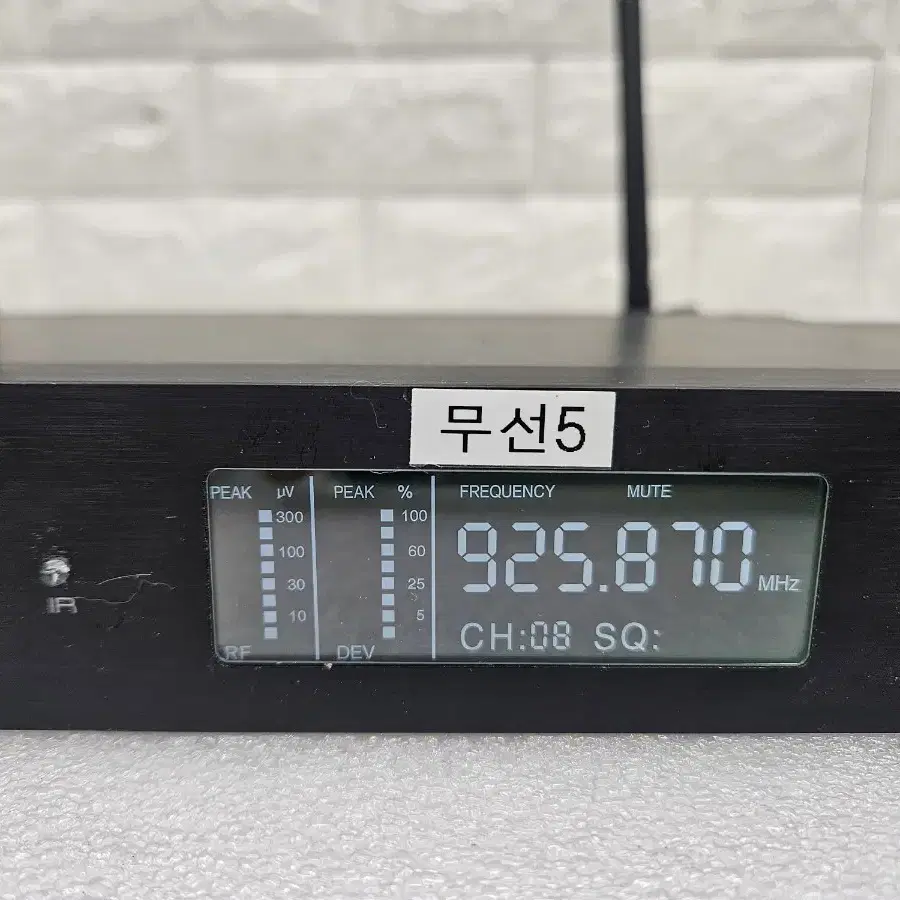 무선5
PEAK µV PEAK % FREQUENCY MUTE
300
100
30
10
RF
100
60
25
5
DEV
925.870 MHz
CH:08 SQ:
IR